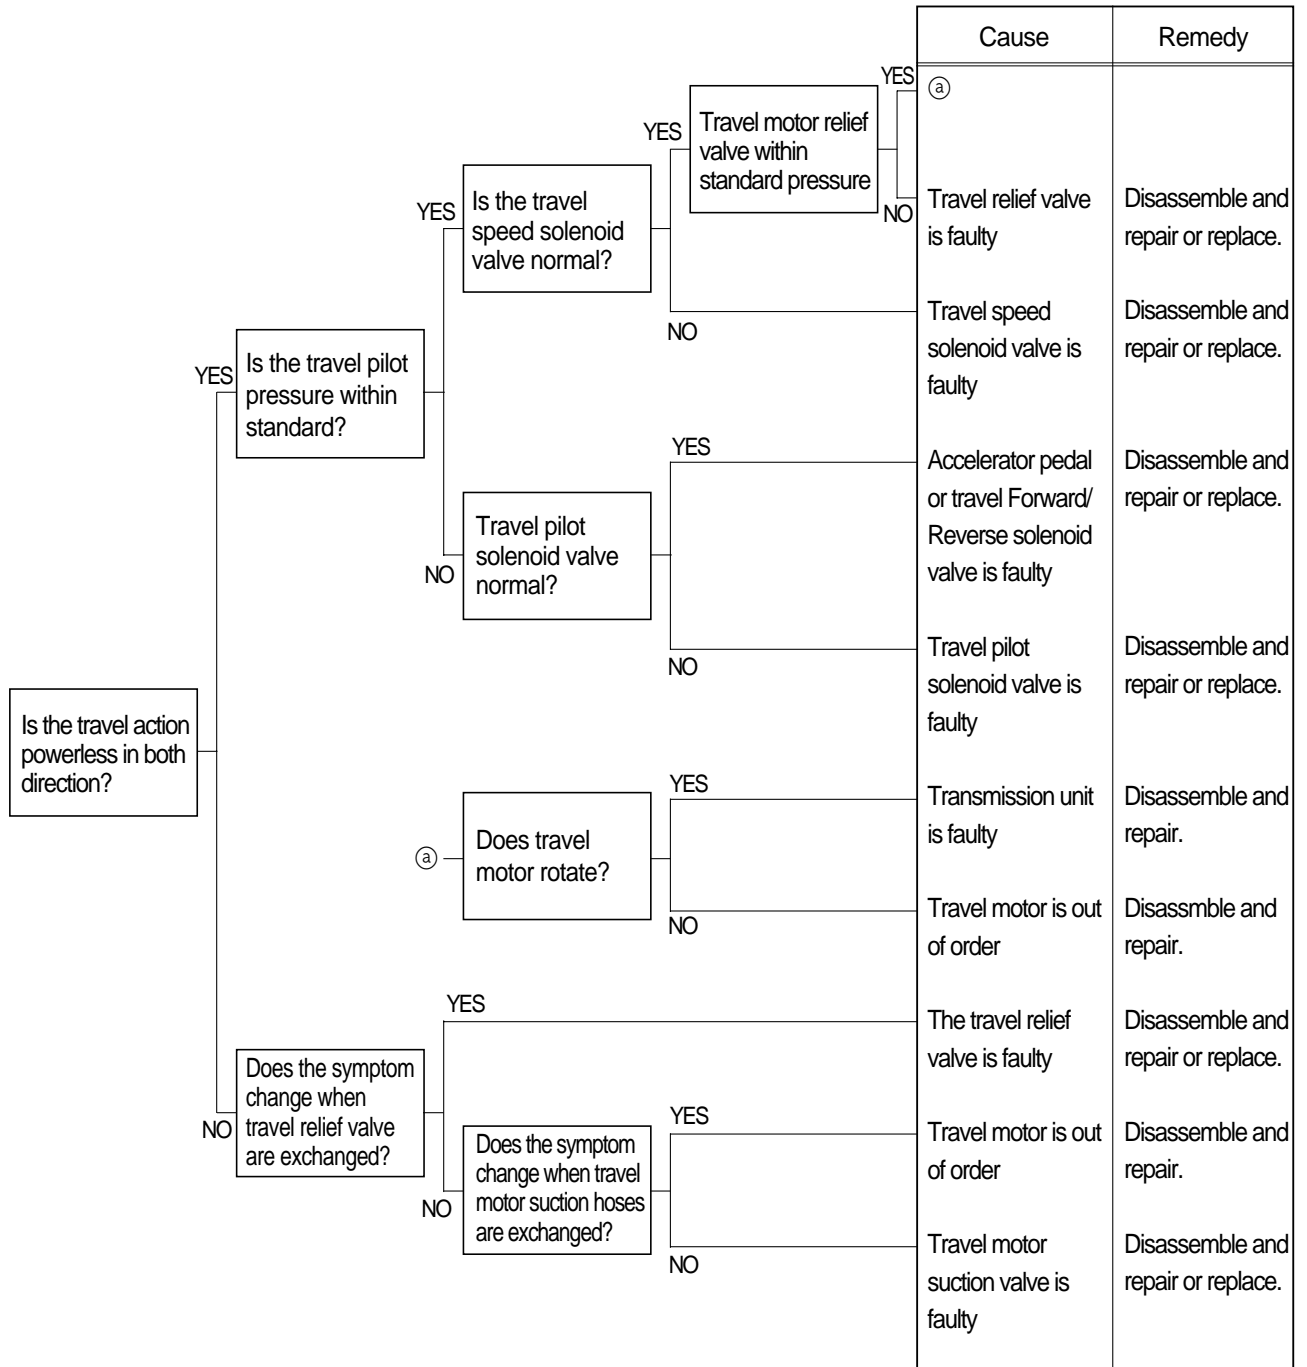 Cause
Remedy
YES
ⓐ
Travel motor relief
valve within
standard pressure
YES
NO
Travel relief valve
is faulty
Disassemble and
repair or replace.
Is the travel
speed solenoid
valve normal?
YES
NO
Travel speed
solenoid valve is
faulty
Disassemble and
repair or replace.
Is the travel pilot
pressure within
standard?
YES
YES
Accelerator pedal
or travel Forward/
Reverse solenoid
valve is faulty
Disassemble and
repair or replace.
Travel pilot
solenoid valve
normal?
NO
NO
Travel pilot
solenoid valve is
faulty
Disassemble and
repair or replace.
Is the travel action
powerless in both
direction?
YES
Transmission unit
is faulty
Disassemble and
repair.
ⓐ
Does travel
motor rotate?
NO
Travel motor is out
of order
Disassmble and
repair.
YES
The travel relief
valve is faulty
Disassemble and
repair or replace.
NO
Does the symptom
change when
travel relief valve
are exchanged?
YES
Travel motor is out
of order
Disassemble and
repair.
NO
Does the symptom
change when travel
motor suction hoses
are exchanged?
NO
Travel motor
suction valve is
faulty
Disassemble and
repair or replace.